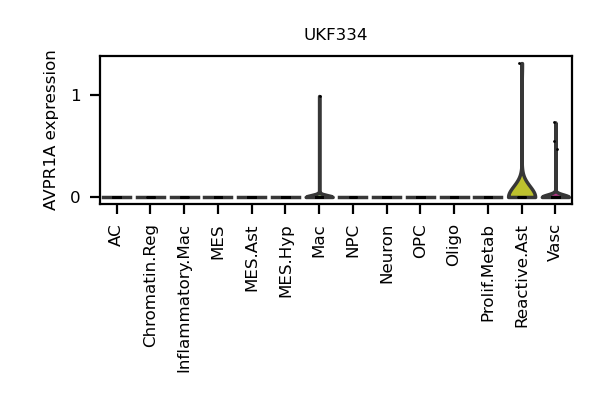 UKF334
AVPR1A expression
1
0
AC
Chromatin.Reg
Inflammatory.Mac
MES
MES.Ast
MES.Hyp
Mac
NPC
Neuron
OPC
Oligo
Prolif.Metab
Reactive.Ast
Vasc